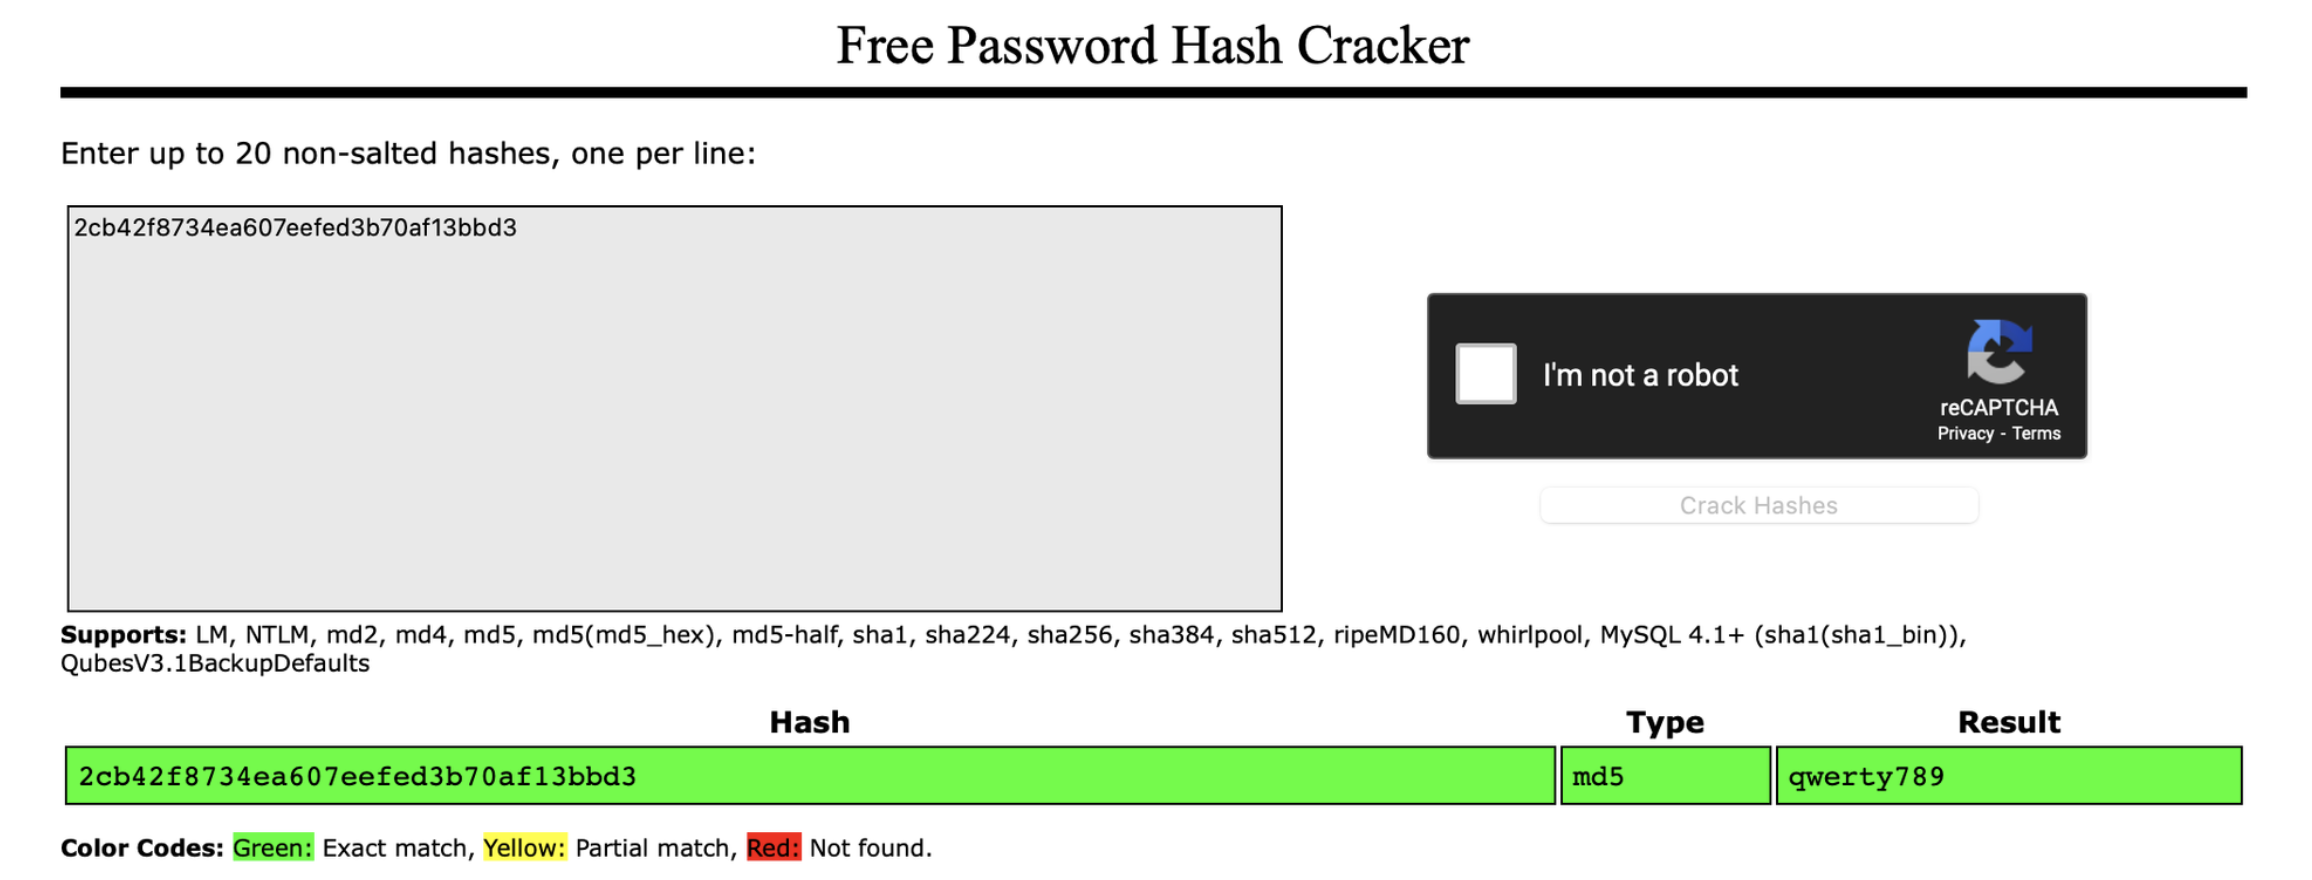 Free Password Hash Cracker
Enter up to 20 non-salted hashes, one per line:
2cb42f8734ea607eefed3b70af13bbd3
I'm not a robot
reCAPTCHA
Privacy - Terms
Crack Hashes
Supports: LM, NTLM, md2, md4, md5, md5(md5_hex), md5-half, sha1, sha224, sha256, sha384, sha512, ripeMD160, whirlpool, MySQL 4.1+ (sha1(sha1_bin)),
QubesV3.1BackupDefaults
Hash Type Result
2cb42f8734ea607eefed3b70af13bbd3 md5 qwerty789
Color Codes: Green: Exact match, Yellow: Partial match, Red: Not found.